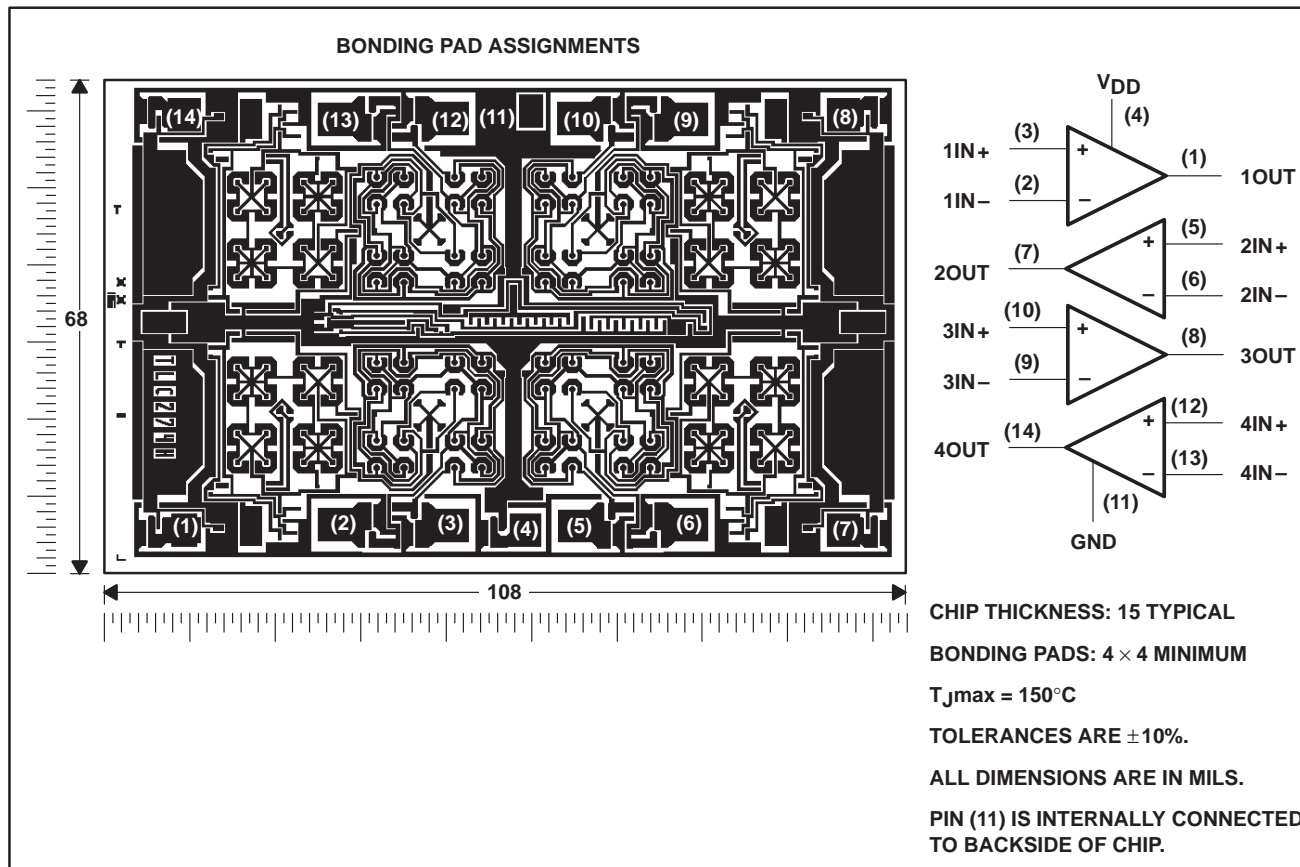 BONDING PAD ASSIGNMENTS
(14) (13) (12) (11) (10) (9) (8)
68
T
T
TLC274A
(1) (2) (3) (4) (5) (6) (7)
108
VDD
(4)
(3)
1IN+
+
(1)
1OUT
(2)
1IN−
−
(5)
2IN+
+
(7)
2OUT
(6)
2IN−
−
(10)
3IN+
+
(8)
3OUT
(9)
3IN−
−
(12)
4IN+
+
(14)
4OUT
(13)
4IN−
−
(11)
GND
CHIP THICKNESS: 15 TYPICAL
BONDING PADS: 4 × 4 MINIMUM
TJmax = 150°C
TOLERANCES ARE ±10%.
ALL DIMENSIONS ARE IN MILS.
PIN (11) IS INTERNALLY CONNECTED
TO BACKSIDE OF CHIP.